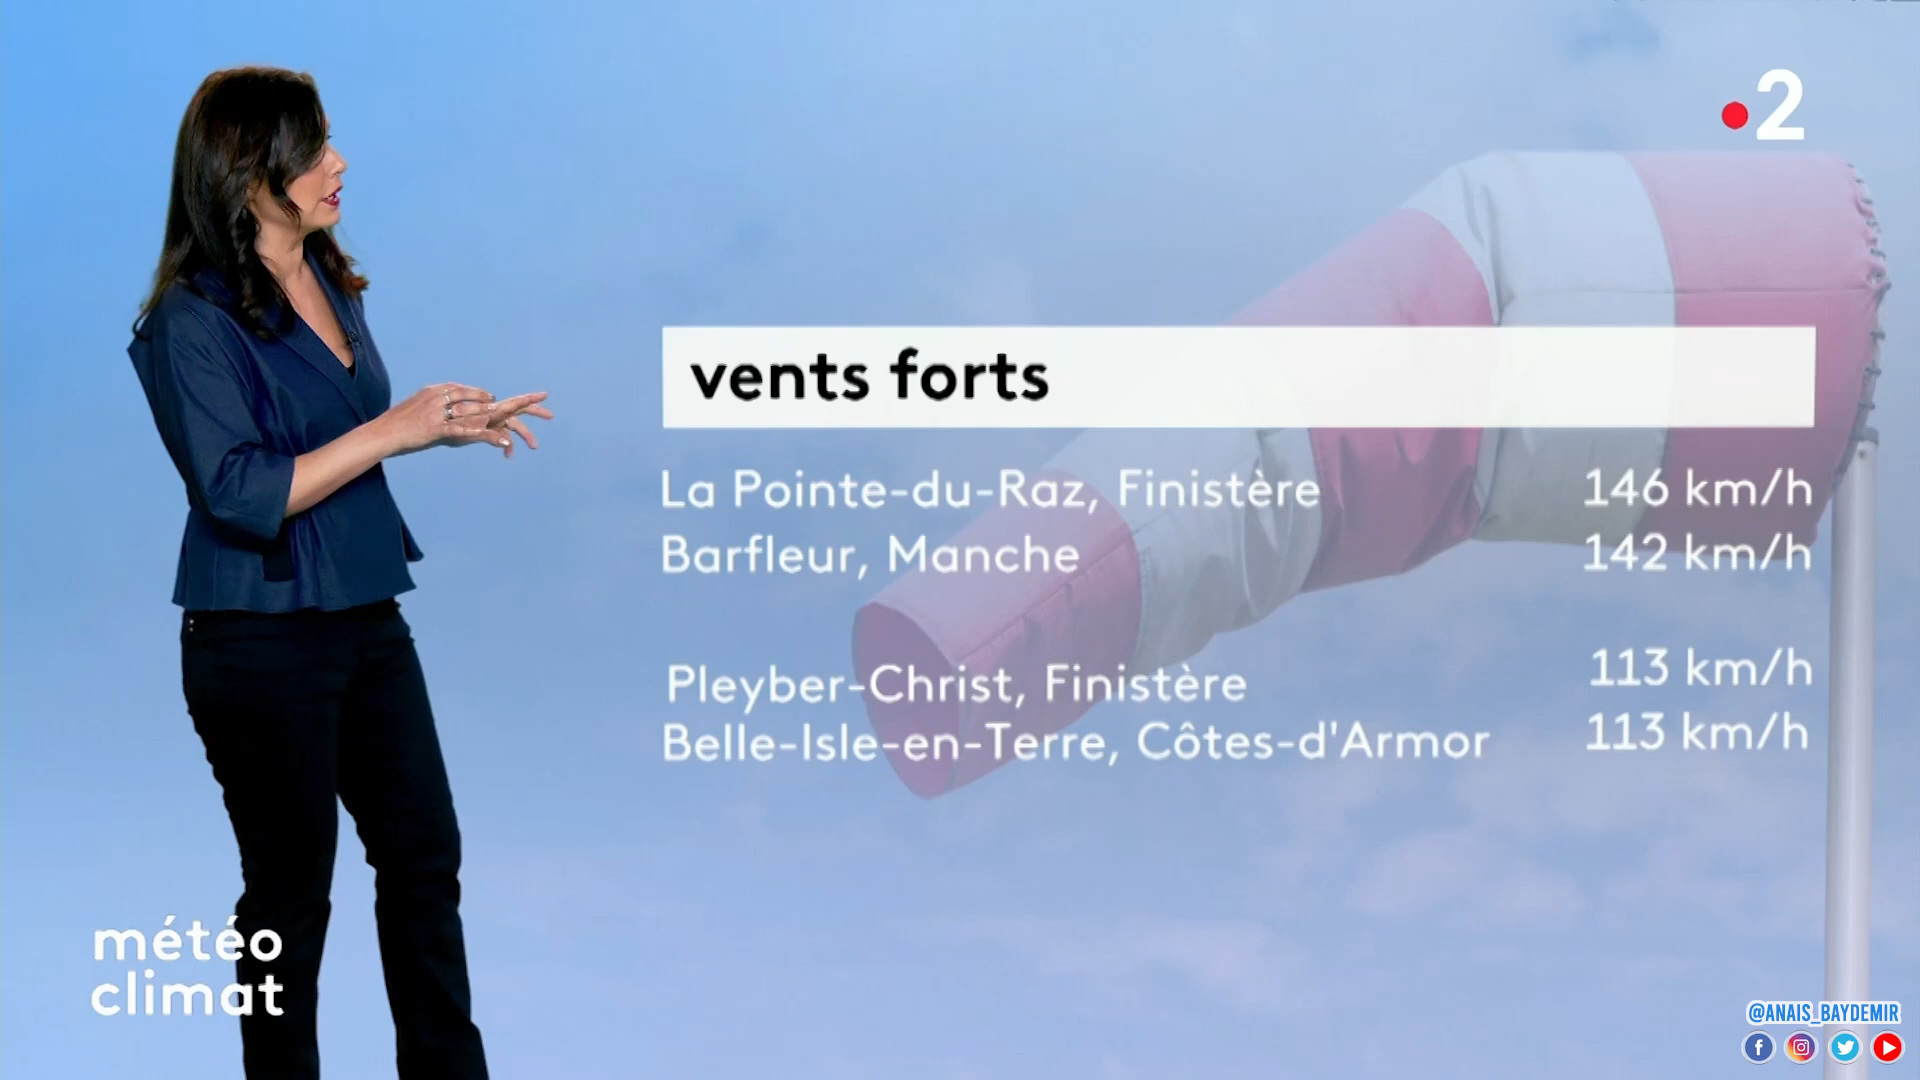 2
vents forts
La Pointe-du-Raz, Finistère 146 km/h
Barfleur, Manche 142 km/h
Pleyber-Christ, Finistère 113 km/h
Belle-Isle-en-Terre, Côtes-d'Armor 113 km/h
météo
climat
@ANAIS_BAYDEMIR